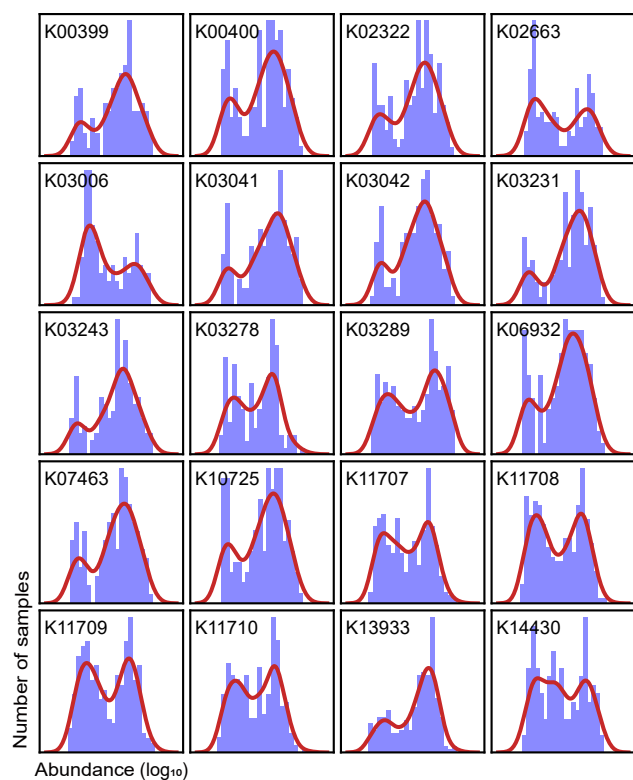 K00399 K00400 K02322 K02663
K03006 K03041 K03042 K03231
K03243 K03278 K03289 K06932
K07463 K10725 K11707 K11708
K11709 K11710 K13933 K14430
Number of samples
Abundance (log₁₀)